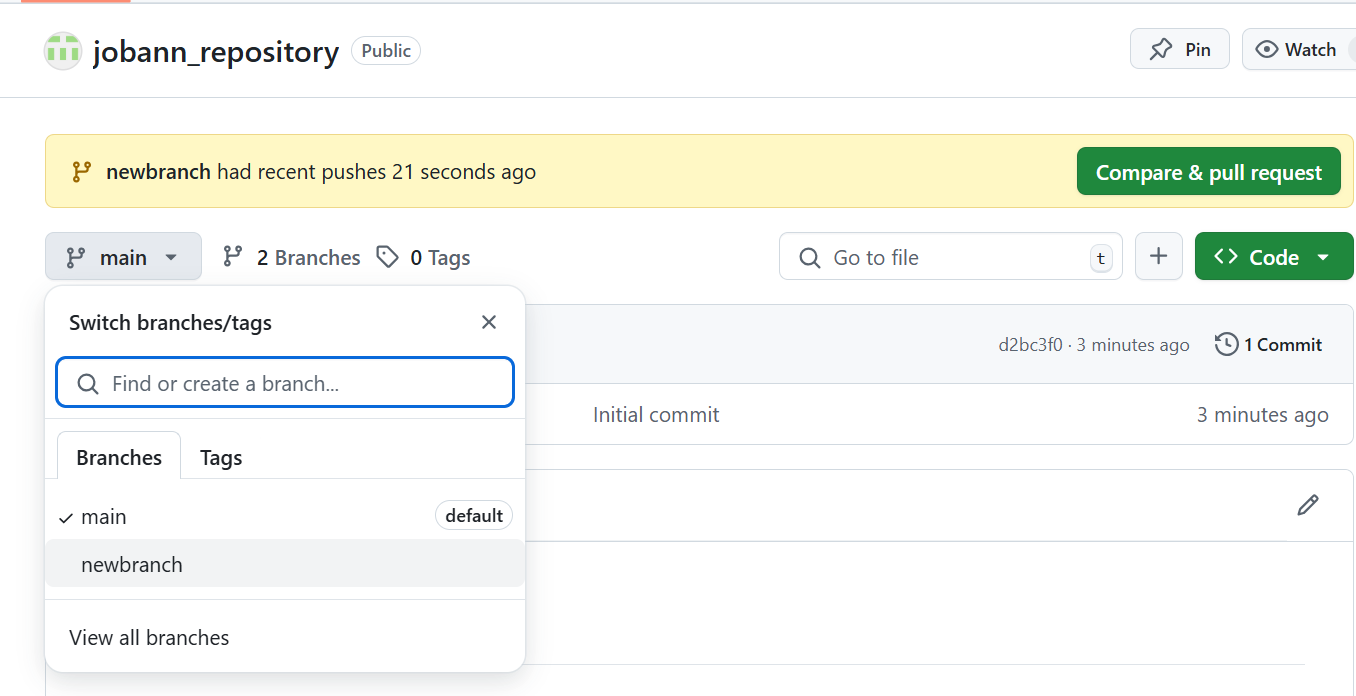 jobann_repository Public Pin Watch
newbranch had recent pushes 21 seconds ago Compare & pull request
main 2 Branches 0 Tags Go to file t Code
Switch branches/tags
d2bc3f0 · 3 minutes ago 1 Commit
Find or create a branch...
Initial commit 3 minutes ago
Branches Tags
main default
newbranch
View all branches